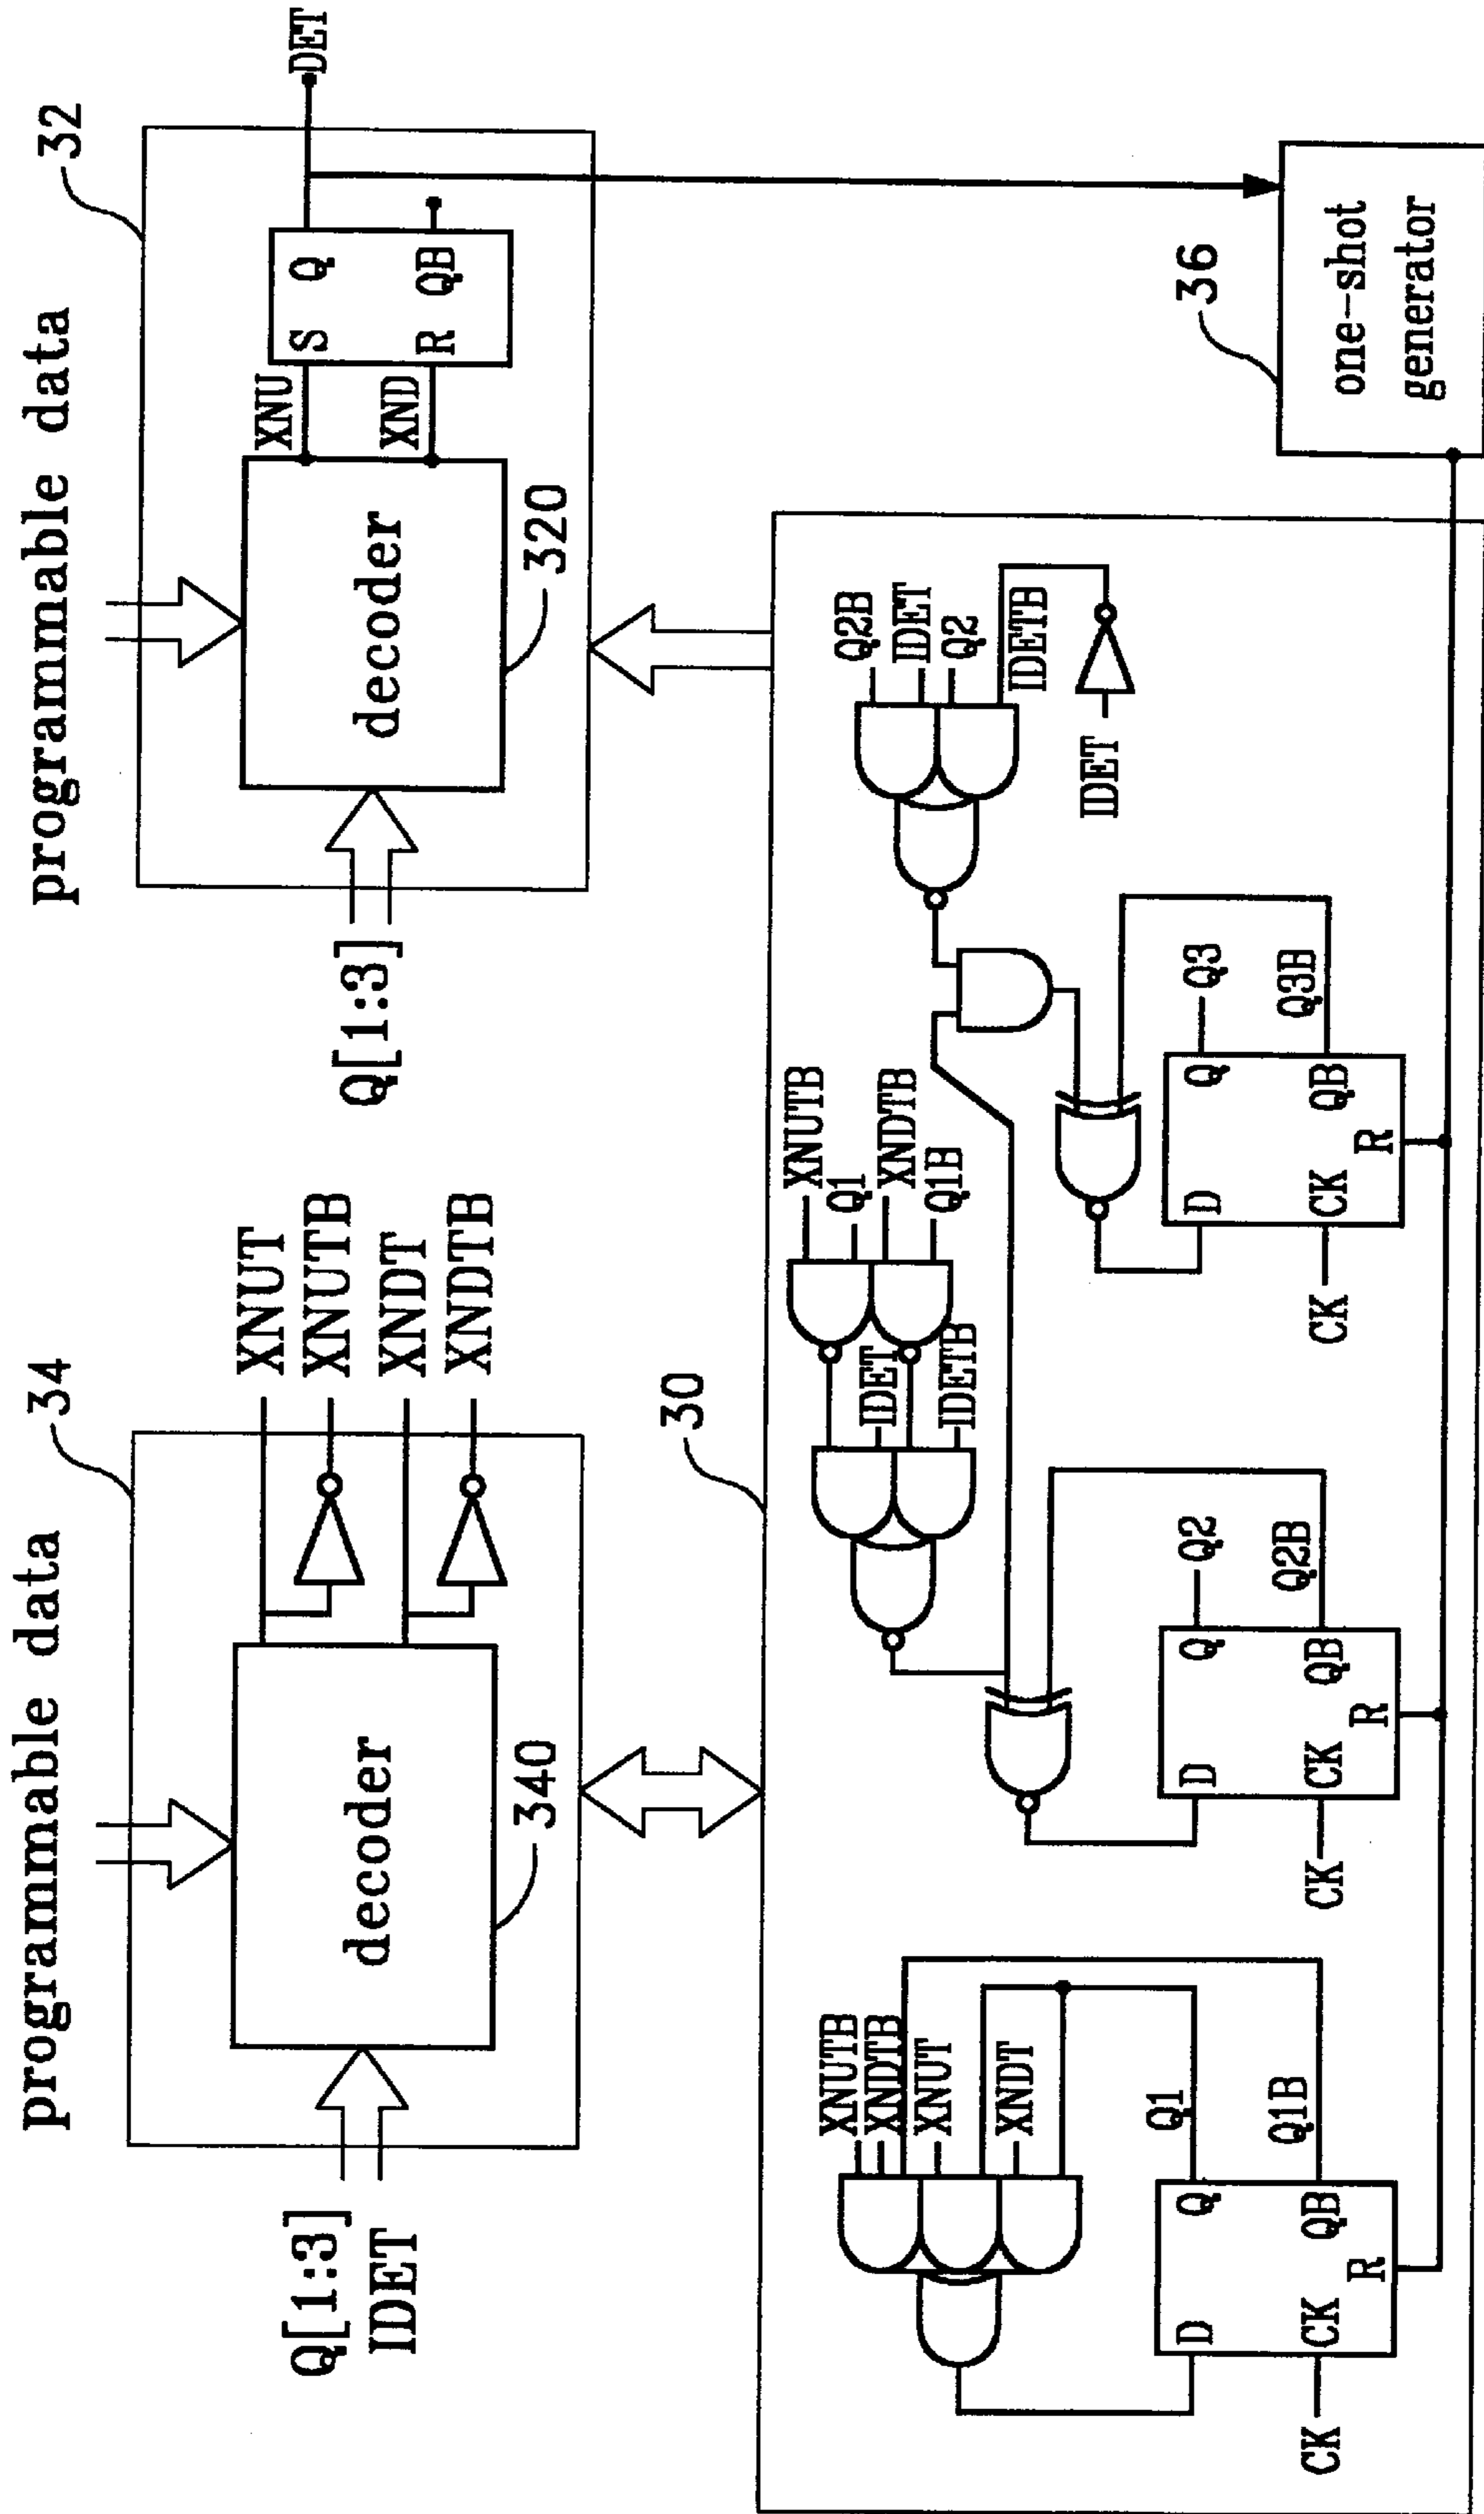 programmable data
34
XNUT
XNUTB
XNDT
XNDTB
decoder
340
Q[1:3]
IDET
programmable data
32
DET
XNU
S
Q
XND
R
QB
decoder
320
Q[1:3]
30
XNUTB
XNDTB
XNUT
XNDT
Q1
Q1B
D
Q
CK
QB
R
CK
XNUTB
Q1
XNDTB
Q1B
IDET
IDETB
Q2
Q2B
D
Q
CK
QB
R
CK
Q2B
IDET
Q2
IDETB
IDET
Q3
Q3B
D
Q
CK
QB
R
CK
36
one-shot
generator